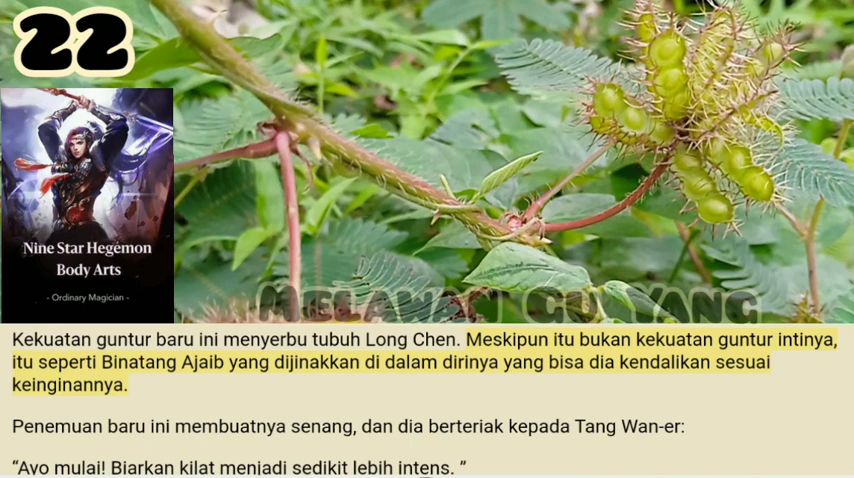 22
Nine Star Hegemon
Body Arts
- Ordinary Magician -
MELAWAN
YANG
Kekuatan guntur baru ini menyerbu tubuh Long Chen. Meskipun itu bukan kekuatan guntur intinya,
itu seperti Binatang Ajaib yang dijinakkan di dalam dirinya yang bisa dia kendalikan sesuai
keinginannya.
Penemuan baru ini membuatnya senang, dan dia berteriak kepada Tang Wan-er:
“Ayo mulai! Biarkan kilat menjadi sedikit lebih intens. ”